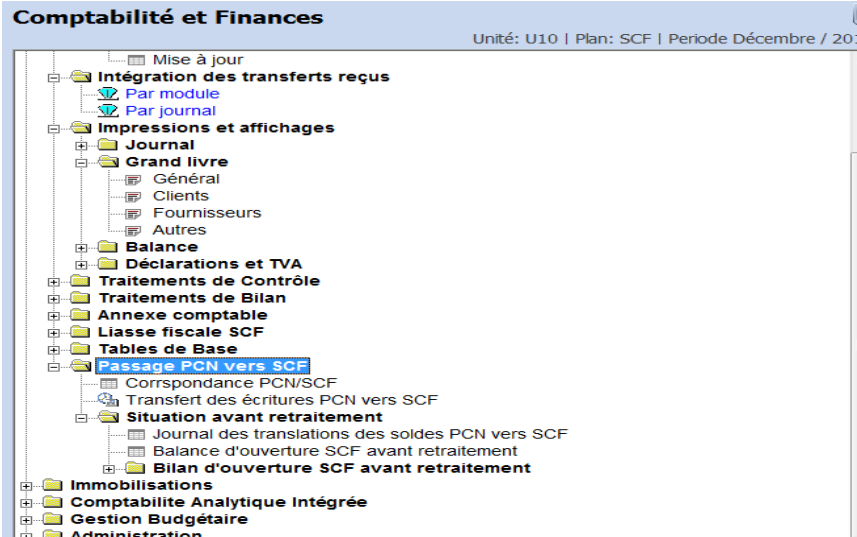 Comptabilité et Finances
Unité: U10 | Plan: SCF | Periode Décembre / 20
Mise à jour
Intégration des transferts reçus
Par module
Par journal
Impressions et affichages
Journal
Grand livre
Général
Clients
Fournisseurs
Autres
Balance
Déclarations et TVA
Traitements de Contrôle
Traitements de Bilan
Annexe comptable
Liasse fiscale SCF
Tables de Base
Passage PCN vers SCF
Corrspondance PCN/SCF
Transfert des écritures PCN vers SCF
Situation avant retraitement
Journal des translations des soldes PCN vers SCF
Balance d'ouverture SCF avant retraitement
Bilan d'ouverture SCF avant retraitement
Immobilisations
Comptabilite Analytique Intégrée
Gestion Budgétaire
Administration